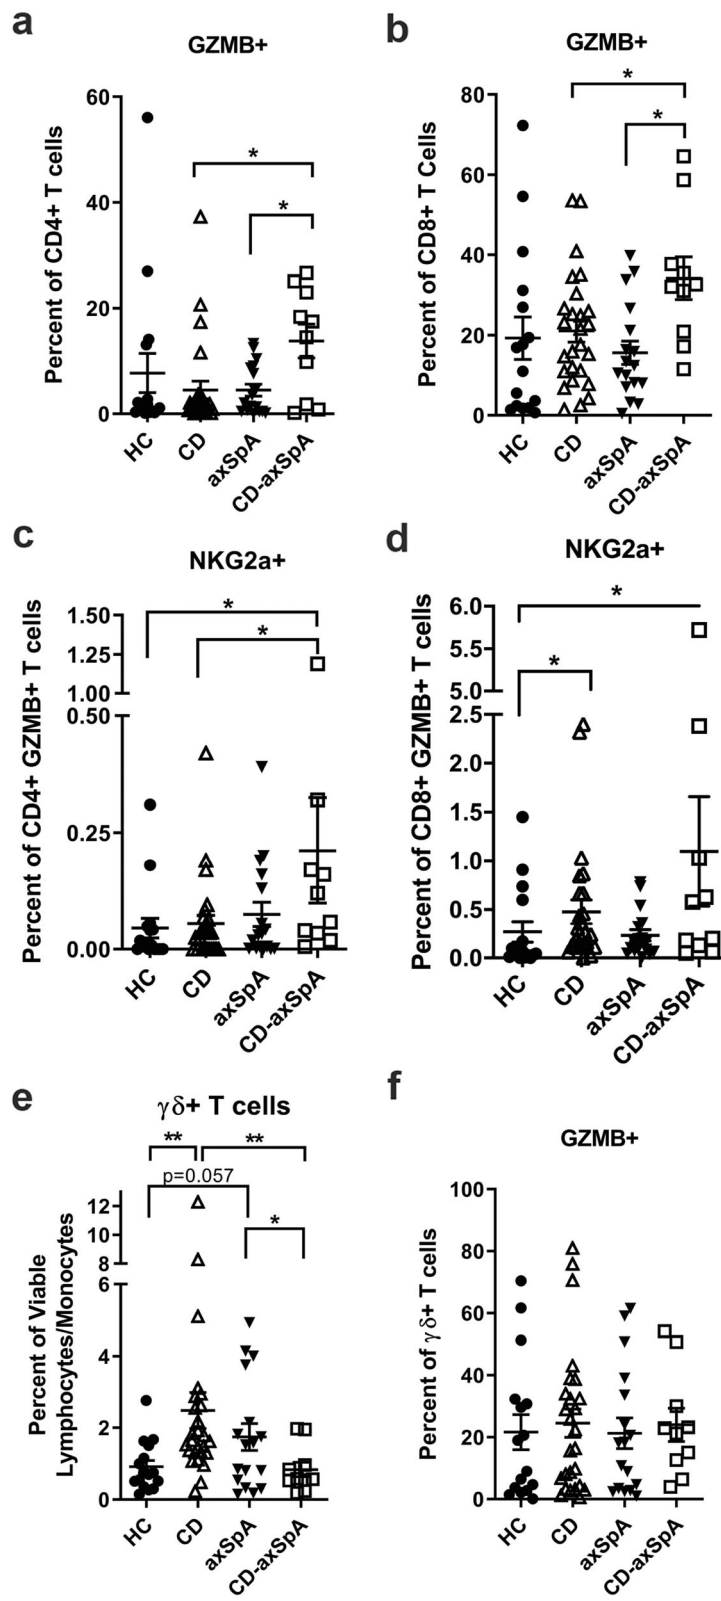 a
GZMB+
Percent of CD4+ T cells
60
40
20
0
*
*
HC
CD
axSpA
CD-axSpA
b
GZMB+
Percent of CD8+ T Cells
80
60
40
20
0
*
*
HC
CD
axSpA
CD-axSpA
c
NKG2a+
Percent of CD4+ GZMB+ T cells
1.50
1.25
1.00
0.50
0.25
0.00
*
*
HC
CD
axSpA
CD-axSpA
d
NKG2a+
Percent of CD8+ GZMB+ T cells
6.0
5.5
5.0
2.5
2.0
1.5
1.0
0.5
0.0
*
*
HC
CD
axSpA
CD-axSpA
e
γδ+ T cells
Percent of Viable
Lymphocytes/Monocytes
12
10
8
6
4
2
0
**
**
p=0.057
*
HC
CD
axSpA
CD-axSpA
f
GZMB+
Percent of γδ+ T cells
100
80
60
40
20
0
HC
CD
axSpA
CD-axSpA